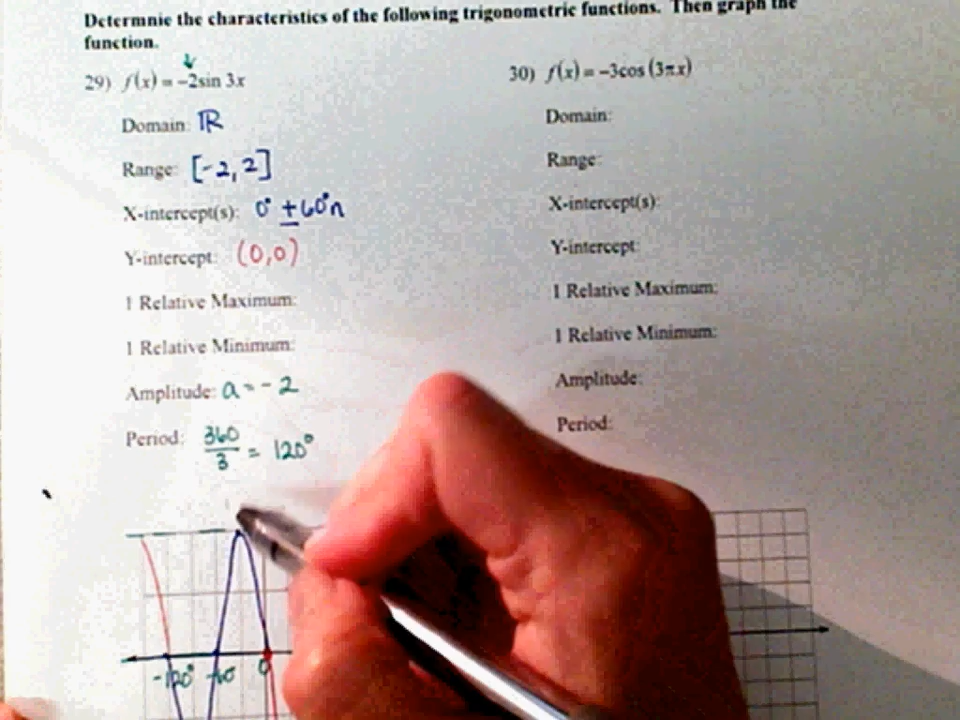 Determnie the characteristics of the following trigonometric functions. Then graph the
function.
29) f(x) = -2sin 3x
Domain: ℝ
Range: [-2, 2]
X-intercept(s): 0° ±60°n
Y-intercept: (0,0)
1 Relative Maximum:
1 Relative Minimum:
Amplitude: a = -2
Period: 360/3 = 120°
-120° -60 0
30) f(x) = -3cos(3πx)
Domain:
Range:
X-intercept(s):
Y-intercept:
1 Relative Maximum:
1 Relative Minimum:
Amplitude:
Period: